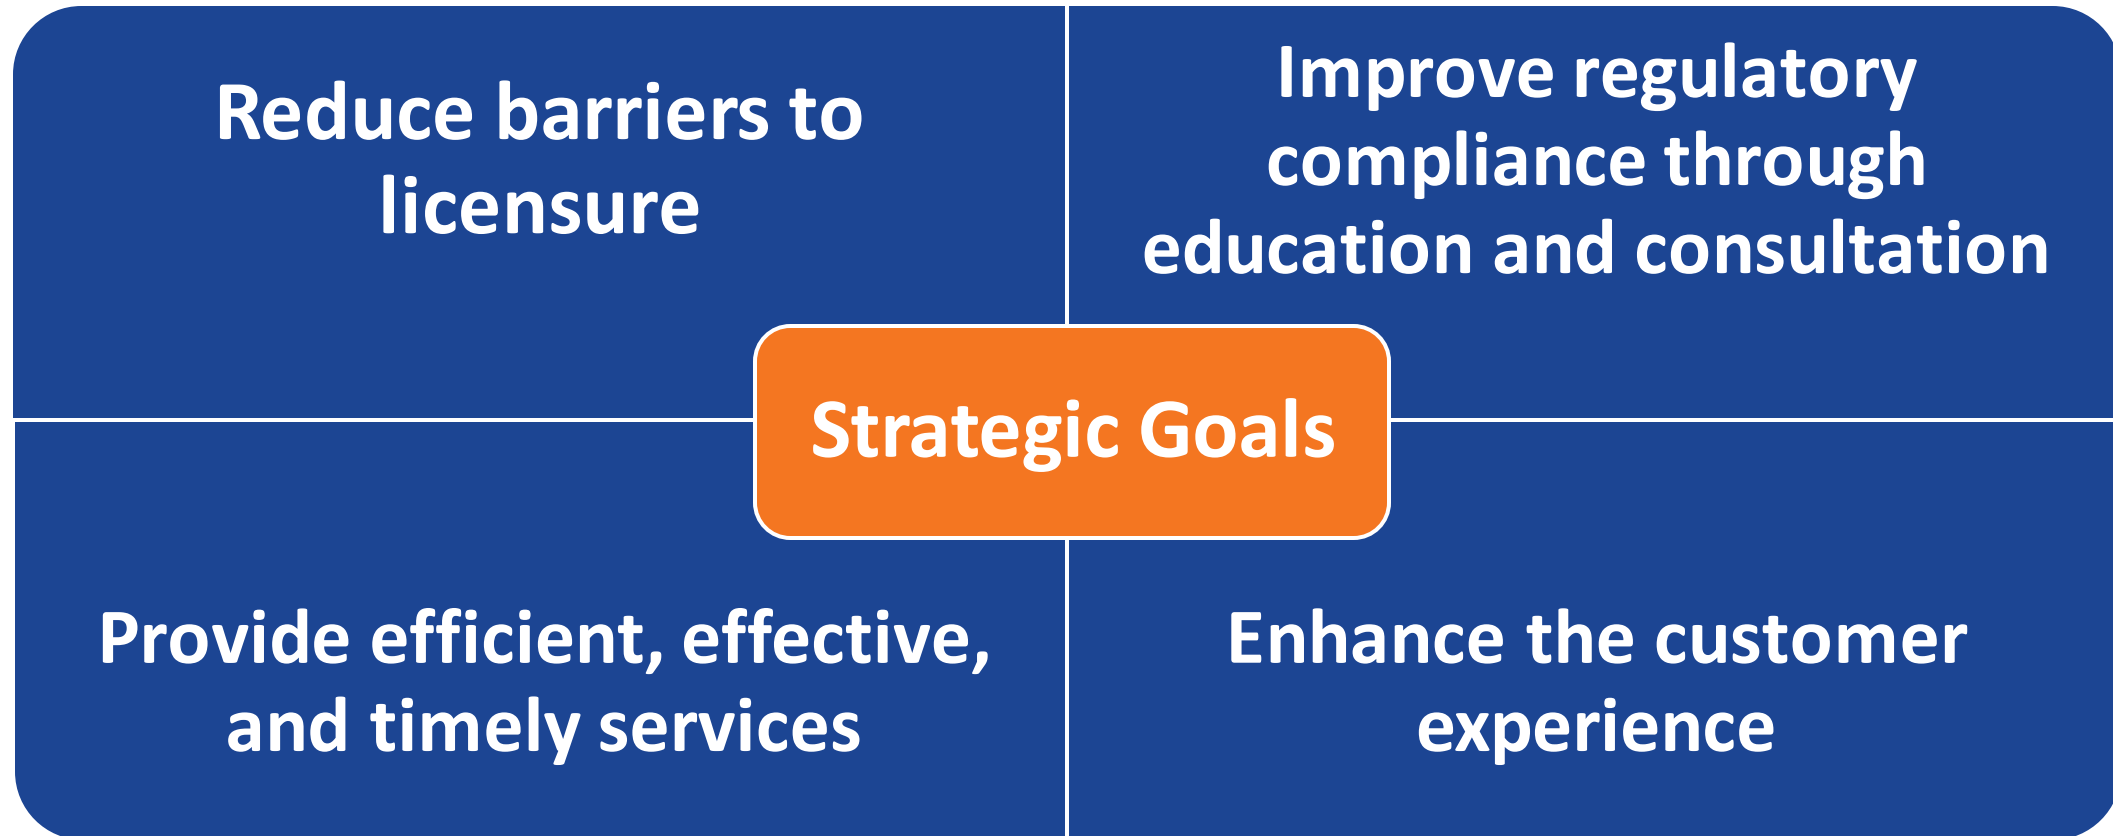 Reduce barriers to
licensure
Improve regulatory
compliance through
education and consultation
Strategic Goals
Provide efficient, effective,
and timely services
Enhance the customer
experience